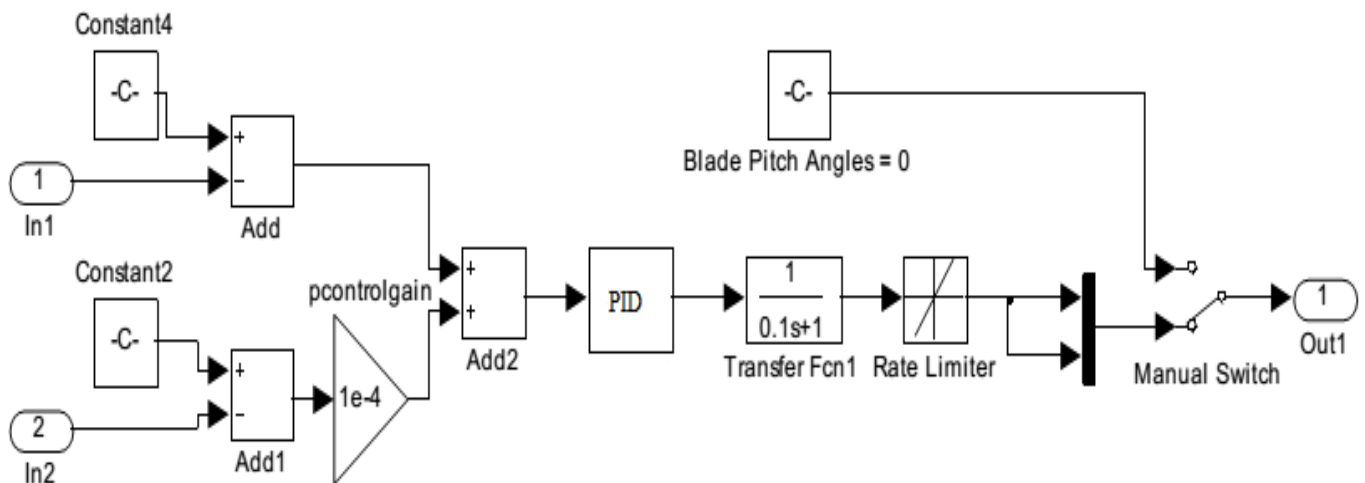 Constant4
-C-
+
−
1
In1
Add
-C-
Blade Pitch Angles = 0
Constant2
-C-
+
−
2
In2
Add1
pcontrolgain
1e-4
+
+
Add2
PID
1
0.1s+1
Transfer Fcn1
Rate Limiter
Manual Switch
1
Out1